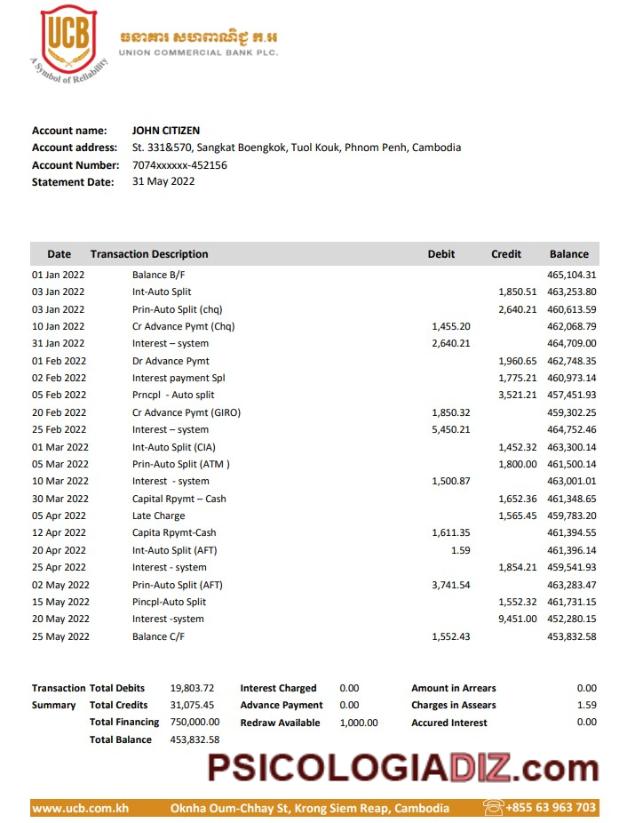 UCB
A Symbol of Reliability
ធនាគារ សហពាណិជ្ជ ភ.អ
UNION COMMERCIAL BANK PLC.
Account name: JOHN CITIZEN
Account address: St. 331&570, Sangkat Boengkok, Tuol Kouk, Phnom Penh, Cambodia
Account Number: 7074xxxxxx-452156
Statement Date: 31 May 2022
Date Transaction Description Debit Credit Balance
01 Jan 2022 Balance B/F 465,104.31
03 Jan 2022 Int-Auto Split 1,850.51 463,253.80
03 Jan 2022 Prin-Auto Split (chq) 2,640.21 460,613.59
10 Jan 2022 Cr Advance Pymt (Chq) 1,455.20 462,068.79
31 Jan 2022 Interest – system 2,640.21 464,709.00
01 Feb 2022 Dr Advance Pymt 1,960.65 462,748.35
02 Feb 2022 Interest payment Spl 1,775.21 460,973.14
05 Feb 2022 Prncpl - Auto split 3,521.21 457,451.93
20 Feb 2022 Cr Advance Pymt (GIRO) 1,850.32 459,302.25
25 Feb 2022 Interest – system 5,450.21 464,752.46
01 Mar 2022 Int-Auto Split (CIA) 1,452.32 463,300.14
05 Mar 2022 Prin-Auto Split (ATM ) 1,800.00 461,500.14
10 Mar 2022 Interest - system 1,500.87 463,001.01
30 Mar 2022 Capital Rpymt – Cash 1,652.36 461,348.65
05 Apr 2022 Late Charge 1,565.45 459,783.20
12 Apr 2022 Capita Rpymt-Cash 1,611.35 461,394.55
20 Apr 2022 Int-Auto Split (AFT) 1.59 461,396.14
25 Apr 2022 Interest - system 1,854.21 459,541.93
02 May 2022 Prin-Auto Split (AFT) 3,741.54 463,283.47
15 May 2022 Pincpl-Auto Split 1,552.32 461,731.15
20 May 2022 Interest -system 9,451.00 452,280.15
25 May 2022 Balance C/F 1,552.43 453,832.58
Transaction Total Debits 19,803.72 Interest Charged 0.00 Amount in Arrears 0.00
Summary Total Credits 31,075.45 Advance Payment 0.00 Charges in Assears 1.59
Total Financing 750,000.00 Redraw Available 1,000.00 Accured Interest 0.00
Total Balance 453,832.58
PSICOLOGIADIZ.com
www.ucb.com.kh Oknha Oum-Chhay St, Krong Siem Reap, Cambodia +855 63 963 703